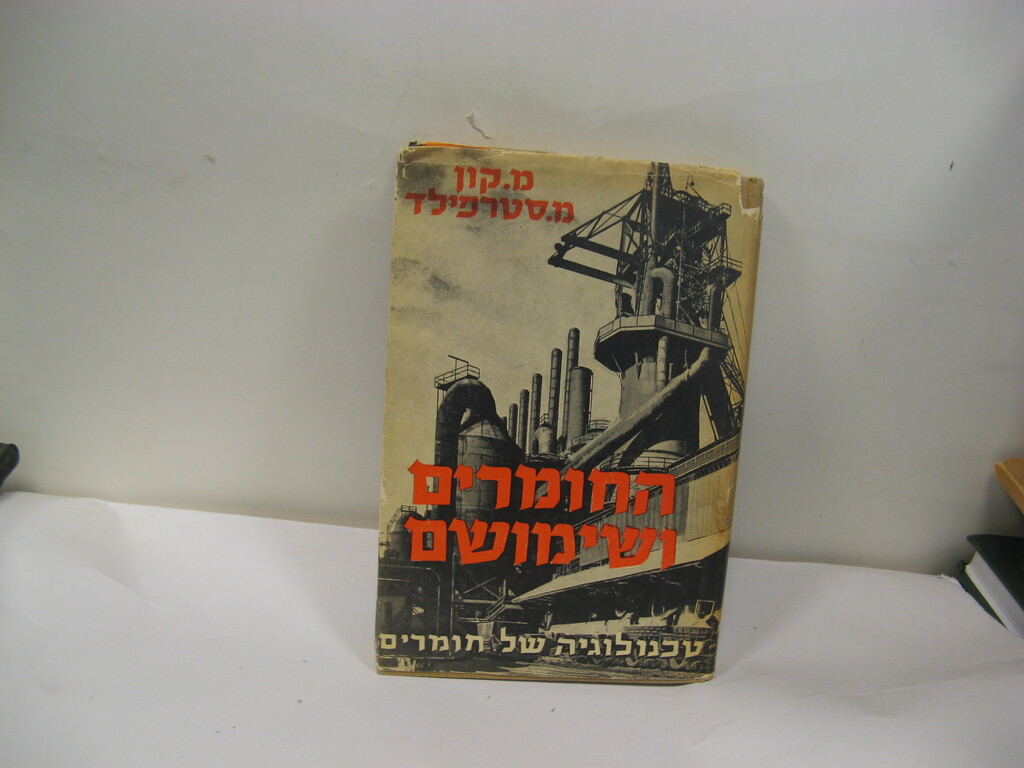 מ.קון
מ.סטרפילד
החומרים
ושימושם
טכנולוגיה של חומרים